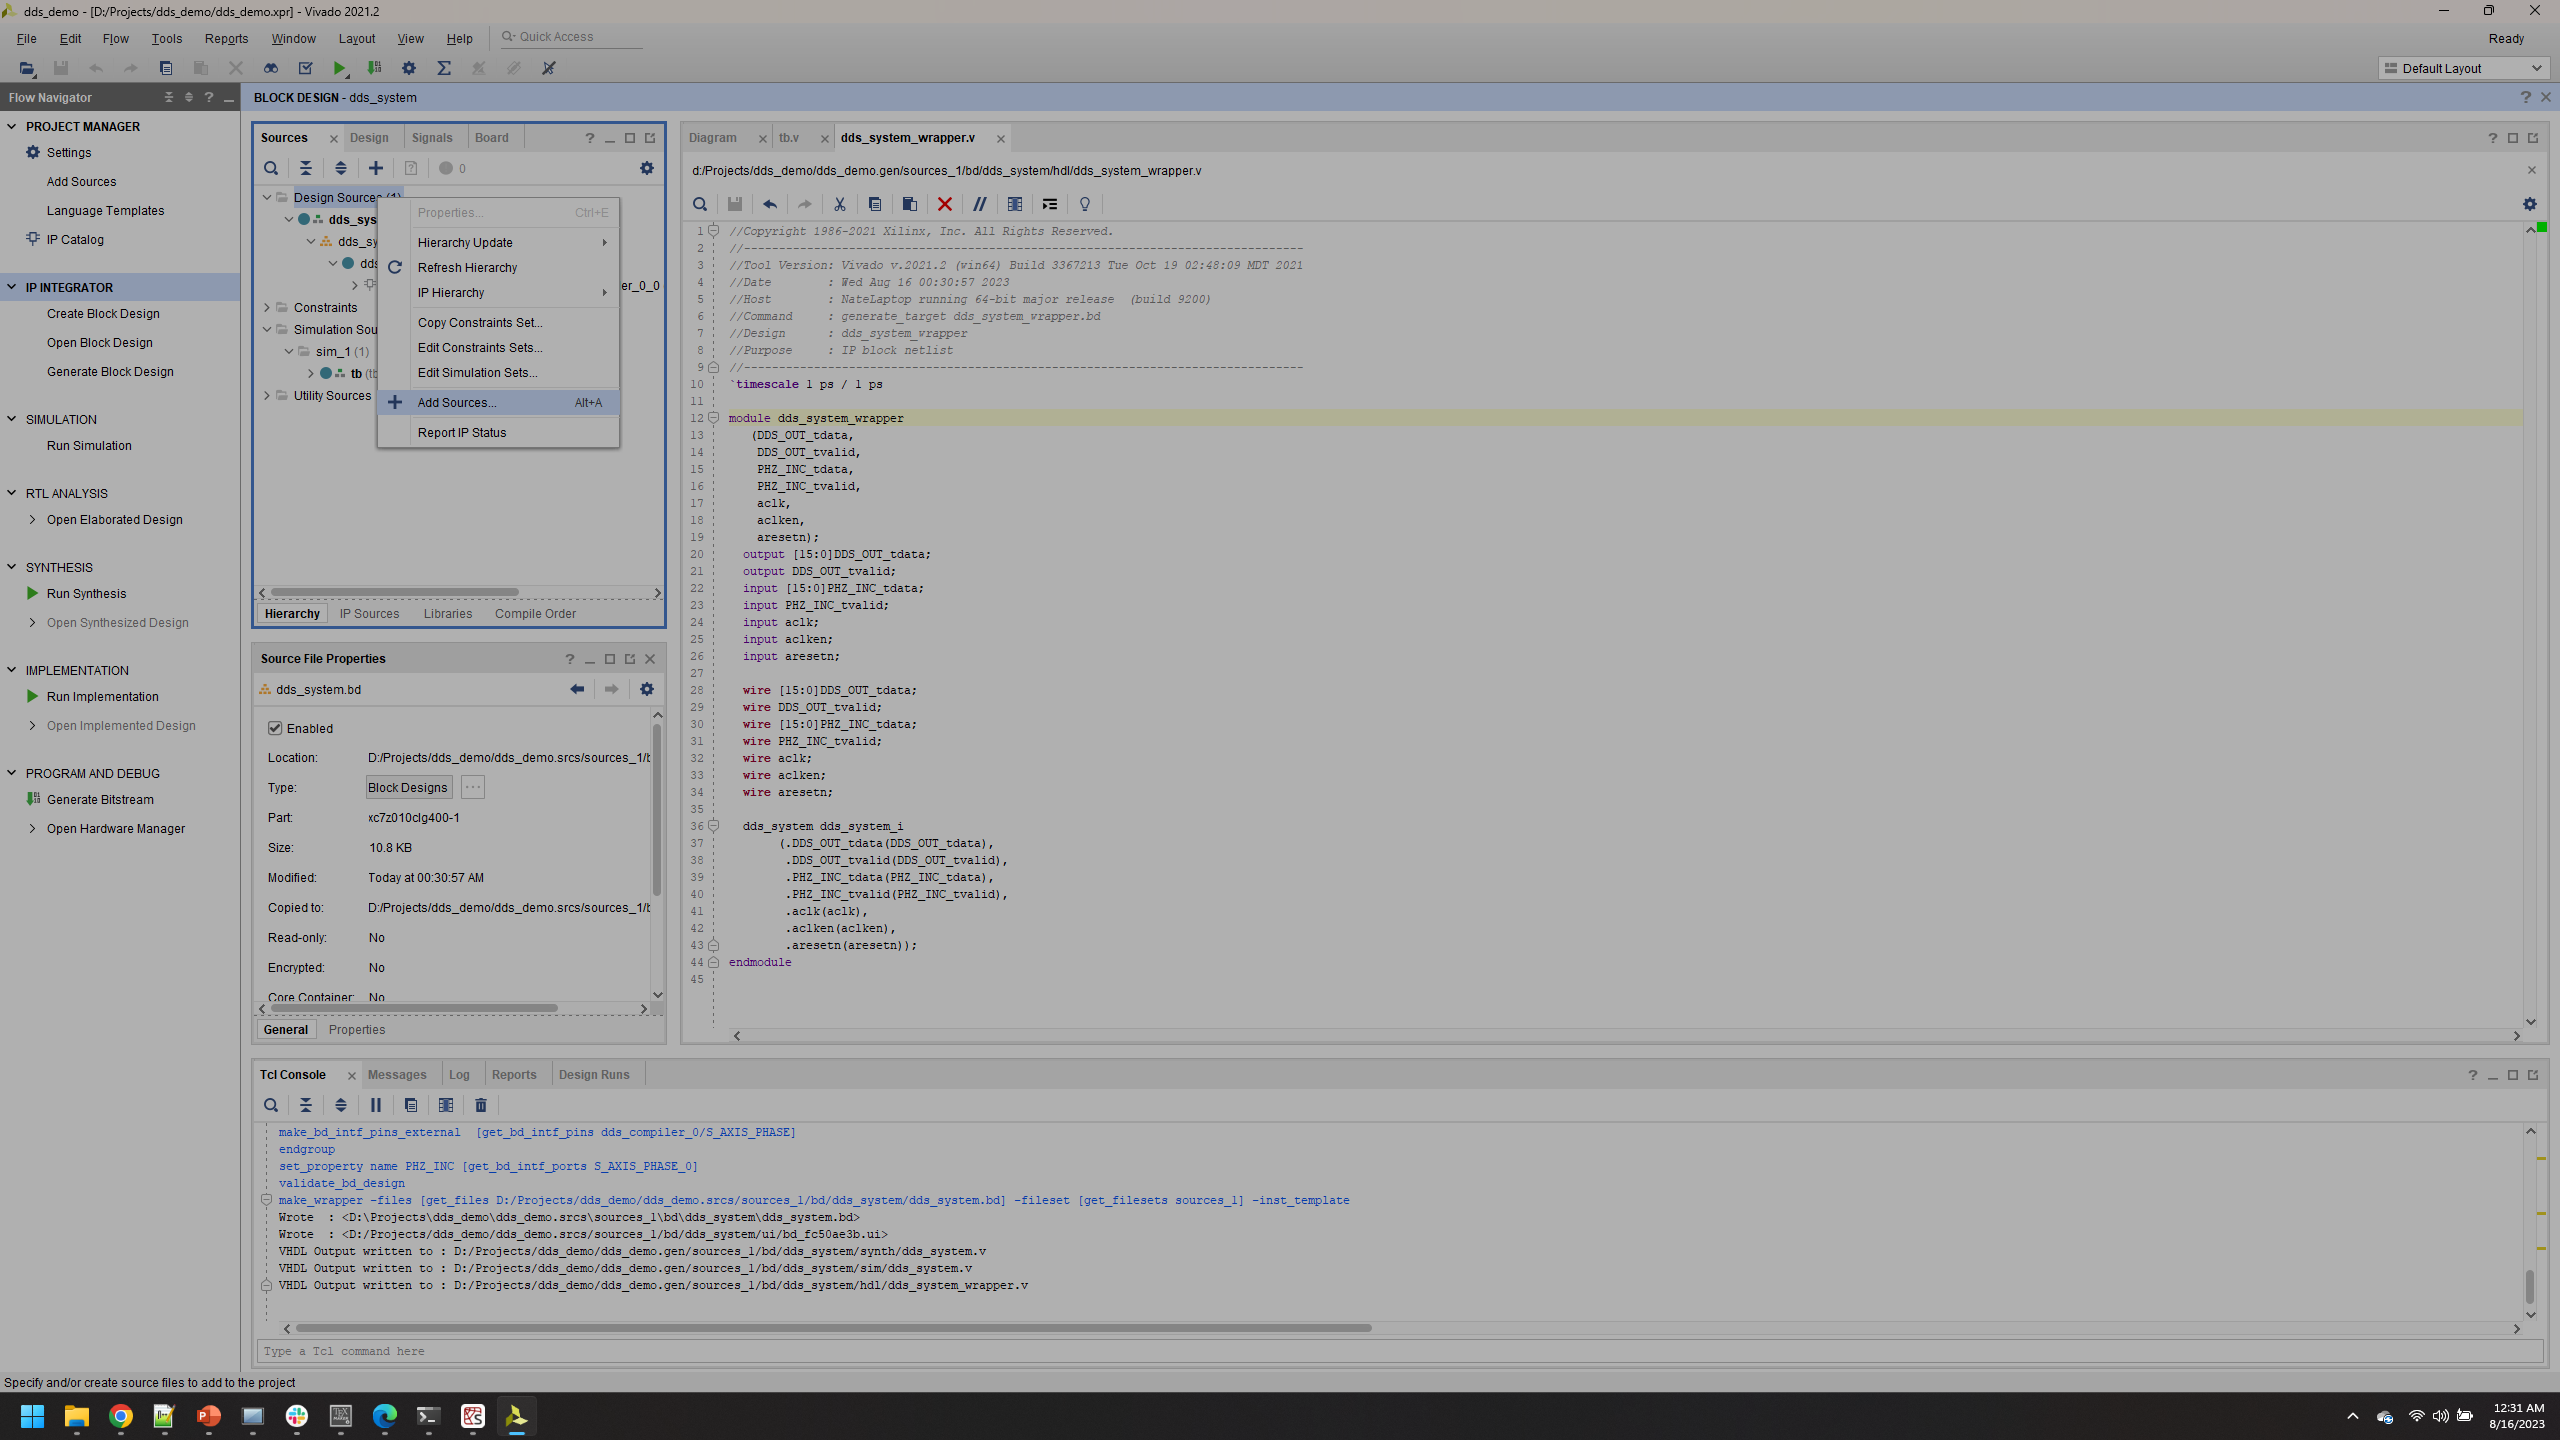 dds_demo - [D:/Projects/dds_demo/dds_demo.xpr] - Vivado 2021.2
File Edit Flow Tools Reports Window Layout View Help Quick Access Ready
Default Layout
Flow Navigator
PROJECT MANAGER
Settings
Add Sources
Language Templates
IP Catalog
IP INTEGRATOR
Create Block Design
Open Block Design
Generate Block Design
SIMULATION
Run Simulation
RTL ANALYSIS
Open Elaborated Design
SYNTHESIS
Run Synthesis
Open Synthesized Design
IMPLEMENTATION
Run Implementation
Open Implemented Design
PROGRAM AND DEBUG
Generate Bitstream
Open Hardware Manager
BLOCK DESIGN - dds_system
Sources Design Signals Board
0
Design Sources (1)
dds_sys
dds_sy
dds
er_0_0
Constraints
Simulation Sou
sim_1 (1)
tb (tb
Utility Sources
Properties... Ctrl+E
Hierarchy Update
Refresh Hierarchy
IP Hierarchy
Copy Constraints Set...
Edit Constraints Sets...
Edit Simulation Sets...
Add Sources... Alt+A
Report IP Status
Hierarchy IP Sources Libraries Compile Order
Source File Properties
dds_system.bd
Enabled
Location: D:/Projects/dds_demo/dds_demo.srcs/sources_1/b
Type: Block Designs ...
Part: xc7z010clg400-1
Size: 10.8 KB
Modified: Today at 00:30:57 AM
Copied to: D:/Projects/dds_demo/dds_demo.srcs/sources_1/b
Read-only: No
Encrypted: No
Core Container: No
General Properties
Diagram tb.v dds_system_wrapper.v
d:/Projects/dds_demo/dds_demo.gen/sources_1/bd/dds_system/hdl/dds_system_wrapper.v
1 //Copyright 1986-2021 Xilinx, Inc. All Rights Reserved.
2 //--------------------------------------------------------------------------------
3 //Tool Version: Vivado v.2021.2 (win64) Build 3367213 Tue Oct 19 02:48:09 MDT 2021
4 //Date        : Wed Aug 16 00:30:57 2023
5 //Host        : NateLaptop running 64-bit major release  (build 9200)
6 //Command     : generate_target dds_system_wrapper.bd
7 //Design      : dds_system_wrapper
8 //Purpose     : IP block netlist
9 //--------------------------------------------------------------------------------
10 `timescale 1 ps / 1 ps
11
12 module dds_system_wrapper
13 (DDS_OUT_tdata,
14 DDS_OUT_tvalid,
15 PHZ_INC_tdata,
16 PHZ_INC_tvalid,
17 aclk,
18 aclken,
19 aresetn);
20 output [15:0]DDS_OUT_tdata;
21 output DDS_OUT_tvalid;
22 input [15:0]PHZ_INC_tdata;
23 input PHZ_INC_tvalid;
24 input aclk;
25 input aclken;
26 input aresetn;
27
28 wire [15:0]DDS_OUT_tdata;
29 wire DDS_OUT_tvalid;
30 wire [15:0]PHZ_INC_tdata;
31 wire PHZ_INC_tvalid;
32 wire aclk;
33 wire aclken;
34 wire aresetn;
35
36 dds_system dds_system_i
37 (.DDS_OUT_tdata(DDS_OUT_tdata),
38 .DDS_OUT_tvalid(DDS_OUT_tvalid),
39 .PHZ_INC_tdata(PHZ_INC_tdata),
40 .PHZ_INC_tvalid(PHZ_INC_tvalid),
41 .aclk(aclk),
42 .aclken(aclken),
43 .aresetn(aresetn));
44 endmodule
45
Tcl Console Messages Log Reports Design Runs
make_bd_intf_pins_external  [get_bd_intf_pins dds_compiler_0/S_AXIS_PHASE]
endgroup
set_property name PHZ_INC [get_bd_intf_ports S_AXIS_PHASE_0]
validate_bd_design
make_wrapper -files [get_files D:/Projects/dds_demo/dds_demo.srcs/sources_1/bd/dds_system/dds_system.bd] -fileset [get_filesets sources_1] -inst_template
Wrote  : <D:\Projects\dds_demo\dds_demo.srcs\sources_1\bd\dds_system\dds_system.bd>
Wrote  : <D:/Projects/dds_demo/dds_demo.srcs/sources_1/bd/dds_system/ui/bd_fc50ae3b.ui>
VHDL Output written to : D:/Projects/dds_demo/dds_demo.gen/sources_1/bd/dds_system/synth/dds_system.v
VHDL Output written to : D:/Projects/dds_demo/dds_demo.gen/sources_1/bd/dds_system/sim/dds_system.v
VHDL Output written to : D:/Projects/dds_demo/dds_demo.gen/sources_1/bd/dds_system/hdl/dds_system_wrapper.v
Type a Tcl command here
Specify and/or create source files to add to the project
12:31 AM
8/16/2023